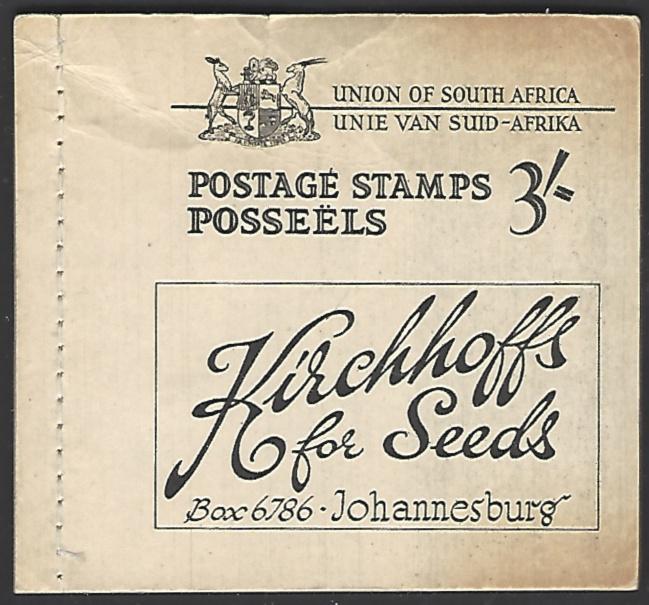 UNION OF SOUTH AFRICA
UNIE VAN SUID-AFRIKA
POSTAGE STAMPS 3/=
POSSEËLS
Kirchhoffs
for Seeds
Box 6786 · Johannesburg